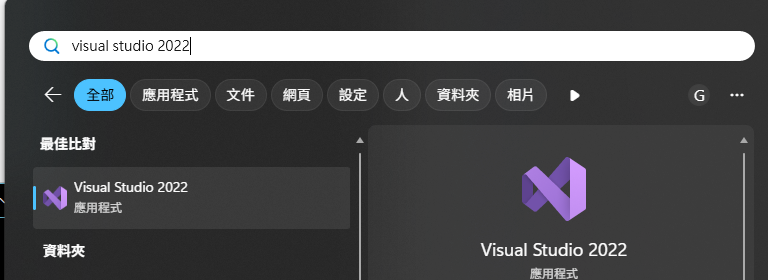 visual studio 2022
全部 應用程式 文件 網頁 設定 人 資料夾 相片 G
最佳比對
Visual Studio 2022
應用程式
資料夾
Visual Studio 2022
應用程式